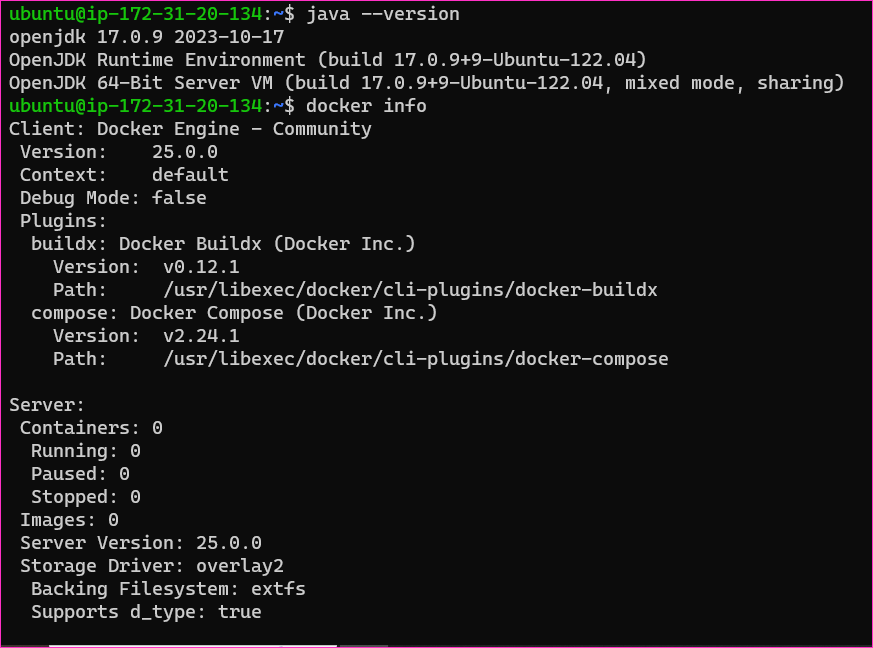 ubuntu@ip-172-31-20-134:~$ java --version
openjdk 17.0.9 2023-10-17
OpenJDK Runtime Environment (build 17.0.9+9-Ubuntu-122.04)
OpenJDK 64-Bit Server VM (build 17.0.9+9-Ubuntu-122.04, mixed mode, sharing)
ubuntu@ip-172-31-20-134:~$ docker info
Client: Docker Engine - Community
 Version:    25.0.0
 Context:    default
 Debug Mode: false
 Plugins:
  buildx: Docker Buildx (Docker Inc.)
    Version:  v0.12.1
    Path:     /usr/libexec/docker/cli-plugins/docker-buildx
  compose: Docker Compose (Docker Inc.)
    Version:  v2.24.1
    Path:     /usr/libexec/docker/cli-plugins/docker-compose

Server:
 Containers: 0
  Running: 0
  Paused: 0
  Stopped: 0
 Images: 0
 Server Version: 25.0.0
 Storage Driver: overlay2
  Backing Filesystem: extfs
  Supports d_type: true